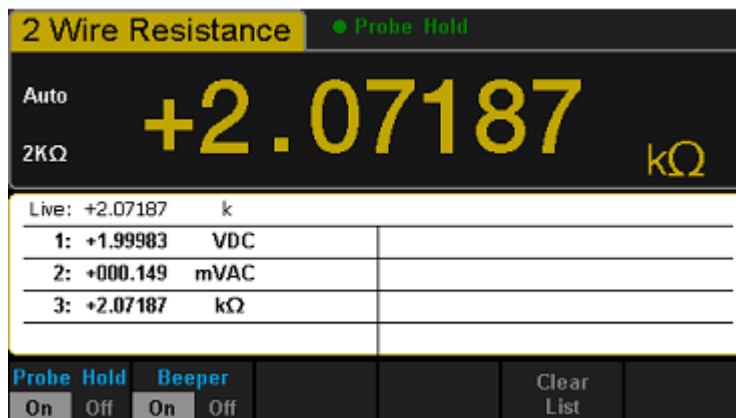 2 Wire Resistance
Probe Hold
Auto
+2.07187
2KΩ
kΩ
Live: +2.07187 k
1: +1.99983 VDC
2: +000.149 mVAC
3: +2.07187 kΩ
Probe Hold Beeper
Clear
On Off On Off
List